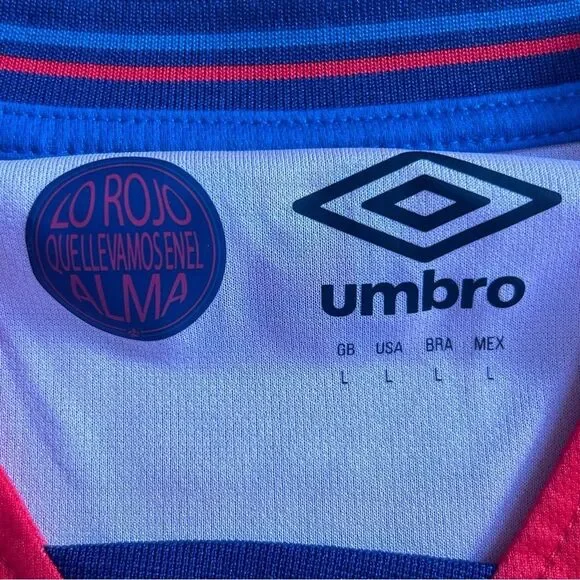 LO ROJO
QUE LLEVAMOS EN EL
ALMA
umbro
GB USA BRA MEX
L L L L